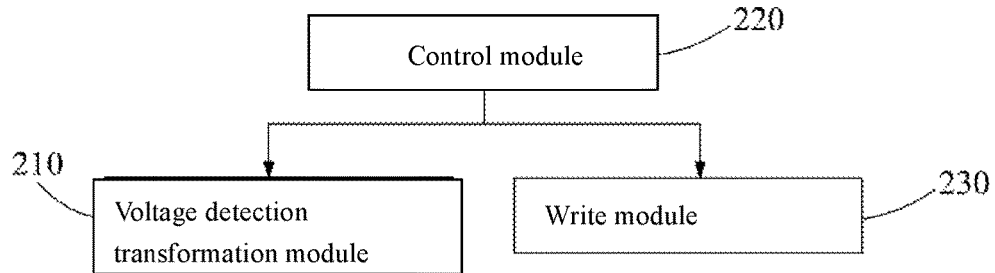 220
Control module
210
Voltage detection
transformation module
230
Write module